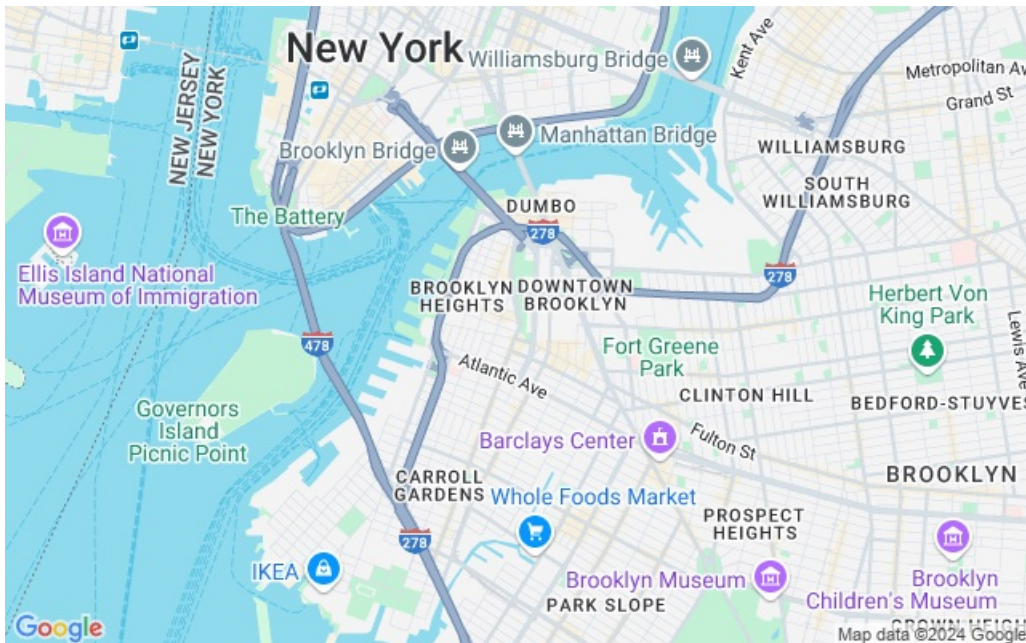 New York
Williamsburg Bridge
Kent Ave
Metropolitan Av
Grand St
NEW JERSEY
NEW YORK
Brooklyn Bridge
Manhattan Bridge
WILLIAMSBURG
SOUTH
WILLIAMSBURG
The Battery
DUMBO
278
Ellis Island National
Museum of Immigration
BROOKLYN
HEIGHTS
DOWNTOWN
BROOKLYN
278
Herbert Von
King Park
Lewis Ave
478
Fort Greene
Park
Atlantic Ave
CLINTON HILL
BEDFORD-STUYVES
Governors
Island
Picnic Point
Barclays Center
Fulton St
BROOKLYN
CARROLL
GARDENS
Whole Foods Market
PROSPECT
HEIGHTS
278
IKEA
Brooklyn Museum
Brooklyn
Children's Museum
PARK SLOPE
CROWN HEIGH
Google
Map data ©2024 Google